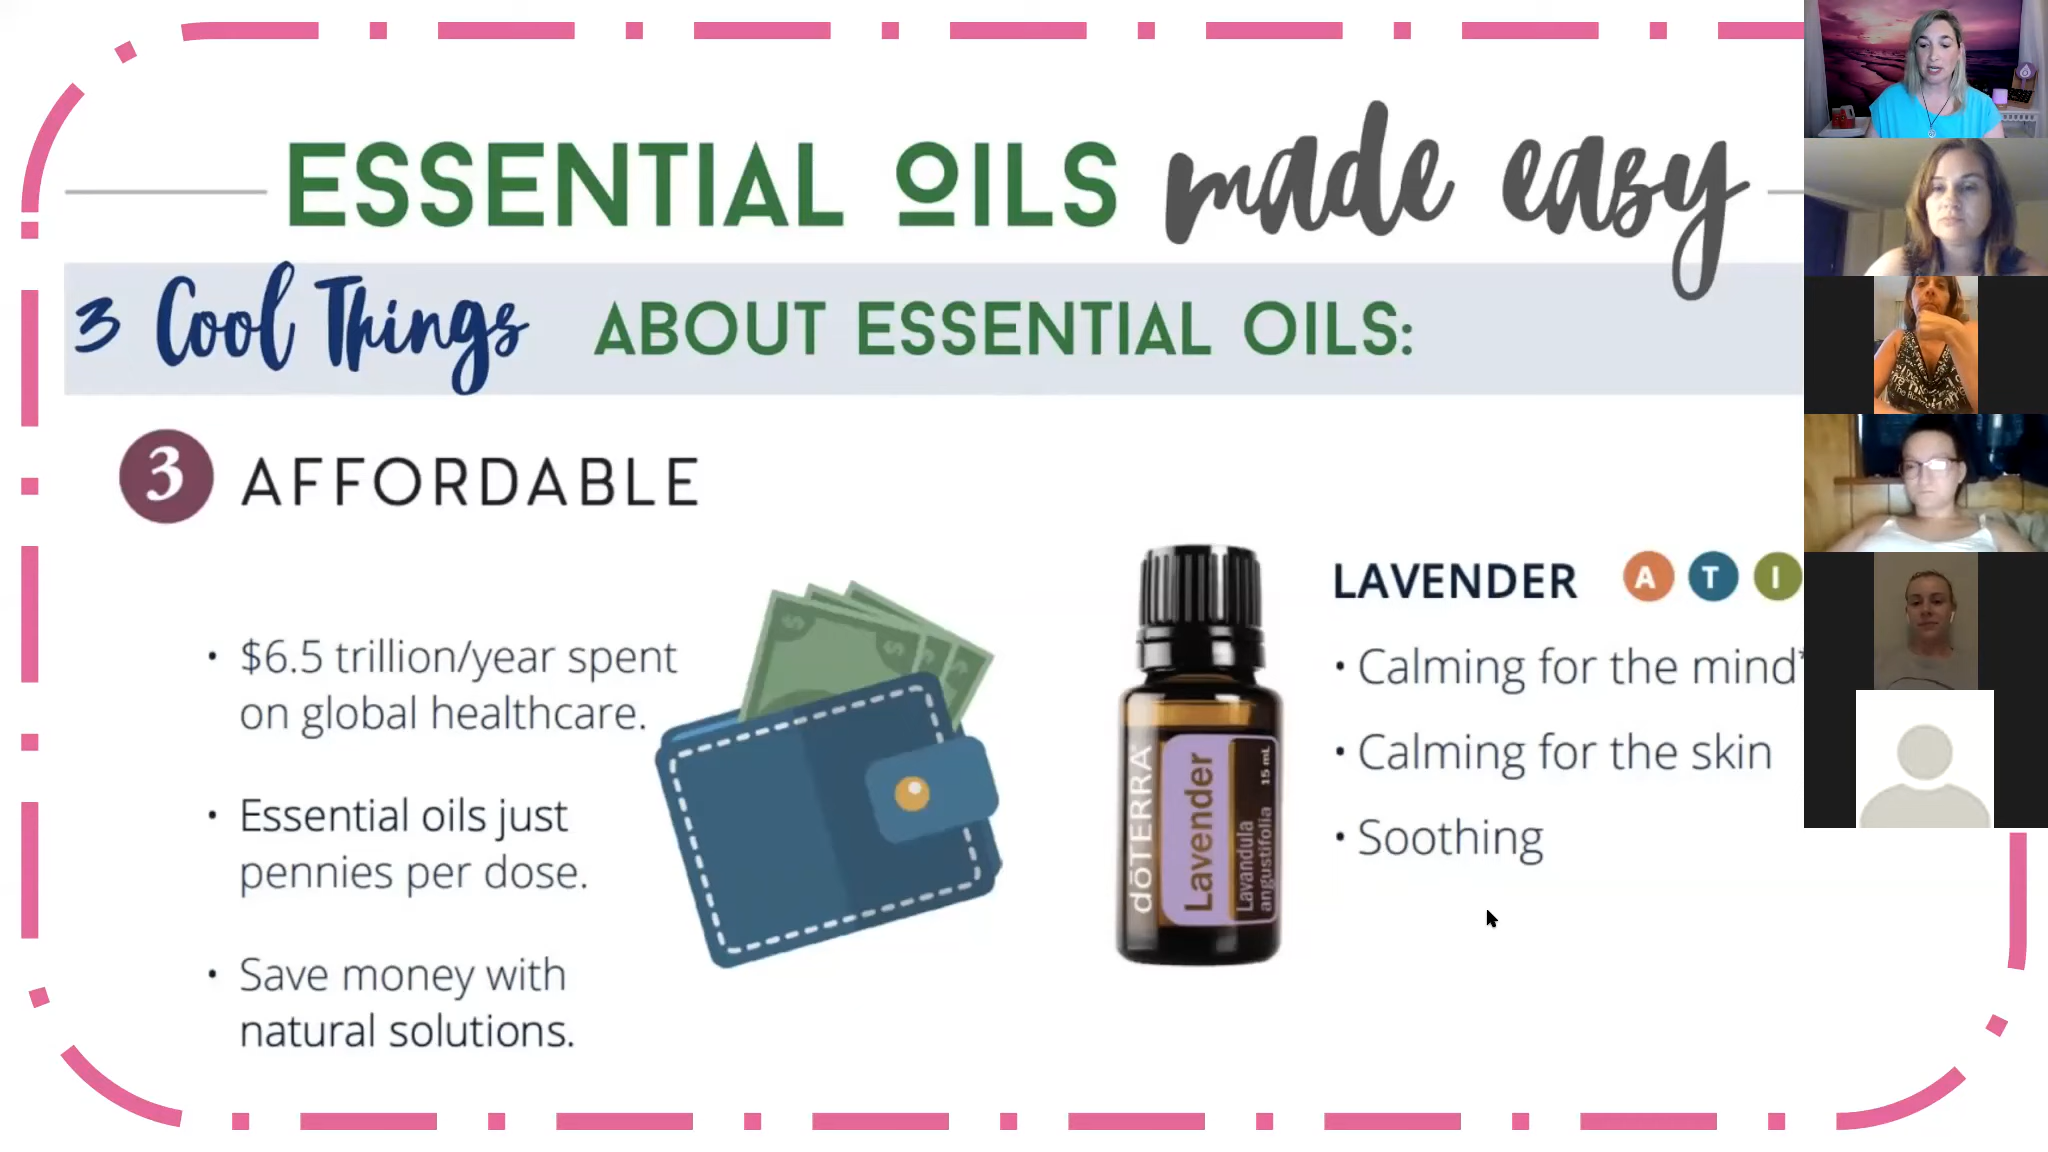 ESSENTIAL OILS made easy
3 Cool Things ABOUT ESSENTIAL OILS:
3 AFFORDABLE
• $6.5 trillion/year spent
on global healthcare.
• Essential oils just
pennies per dose.
• Save money with
natural solutions.
dōTERRA®
Lavender
Lavandula
angustifolia 15 mL
LAVENDER A T I
• Calming for the mind*
• Calming for the skin
• Soothing